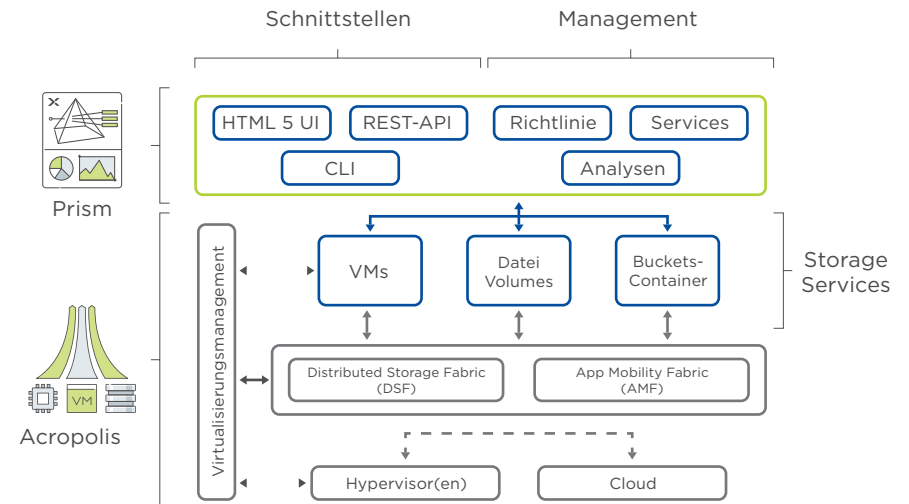 Schnittstellen
Management
HTML 5 UI
REST-API
Richtlinie
Services
CLI
Analysen
Prism
Virtualisierungsmanagement
VMs
Datei
Volumes
Buckets-
Container
Storage
Services
Distributed Storage Fabric
(DSF)
App Mobility Fabric
(AMF)
VM
Acropolis
Hypervisor(en)
Cloud